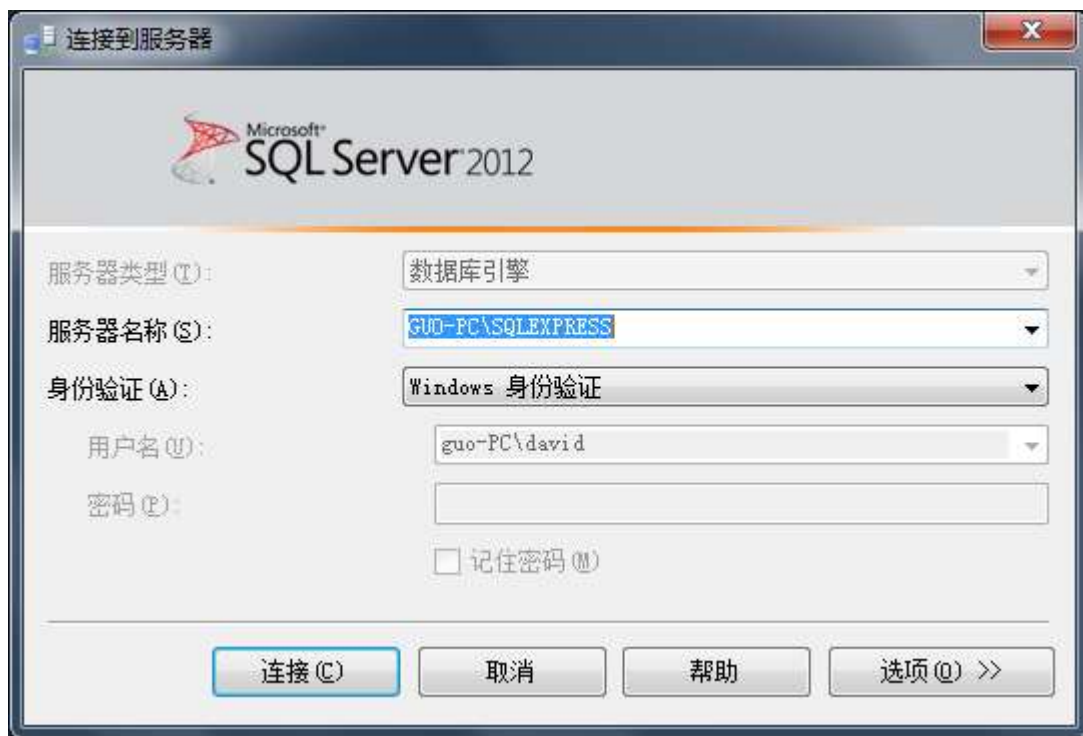 连接到服务器
Microsoft®
SQL Server 2012
服务器类型(T): 数据库引擎
服务器名称(S): GUO-PC\SQLEXPRESS
身份验证(A): Windows 身份验证
用户名(U): guo-PC\david
密码(P):
记住密码(M)
连接(C) 取消 帮助 选项(O) >>